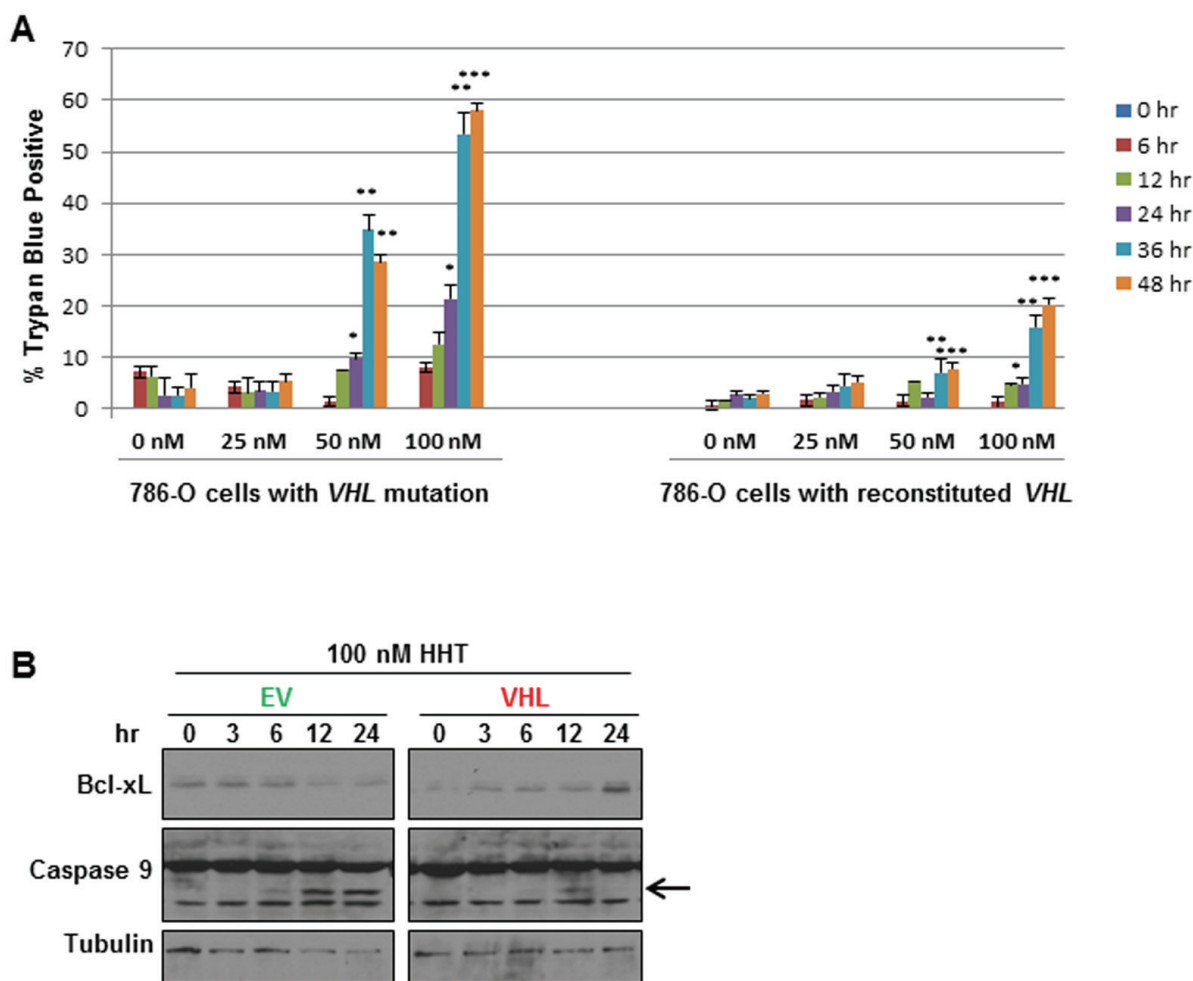 A
% Trypan Blue Positive
70
60
50
40
30
20
10
0
* ** ** * ** *** ** *** * ** ***
0 nM 25 nM 50 nM 100 nM 0 nM 25 nM 50 nM 100 nM
786-O cells with VHL mutation 786-O cells with reconstituted VHL
0 hr
6 hr
12 hr
24 hr
36 hr
48 hr
B
100 nM HHT
EV VHL
hr 0 3 6 12 24 0 3 6 12 24
Bcl-xL
Caspase 9
Tubulin